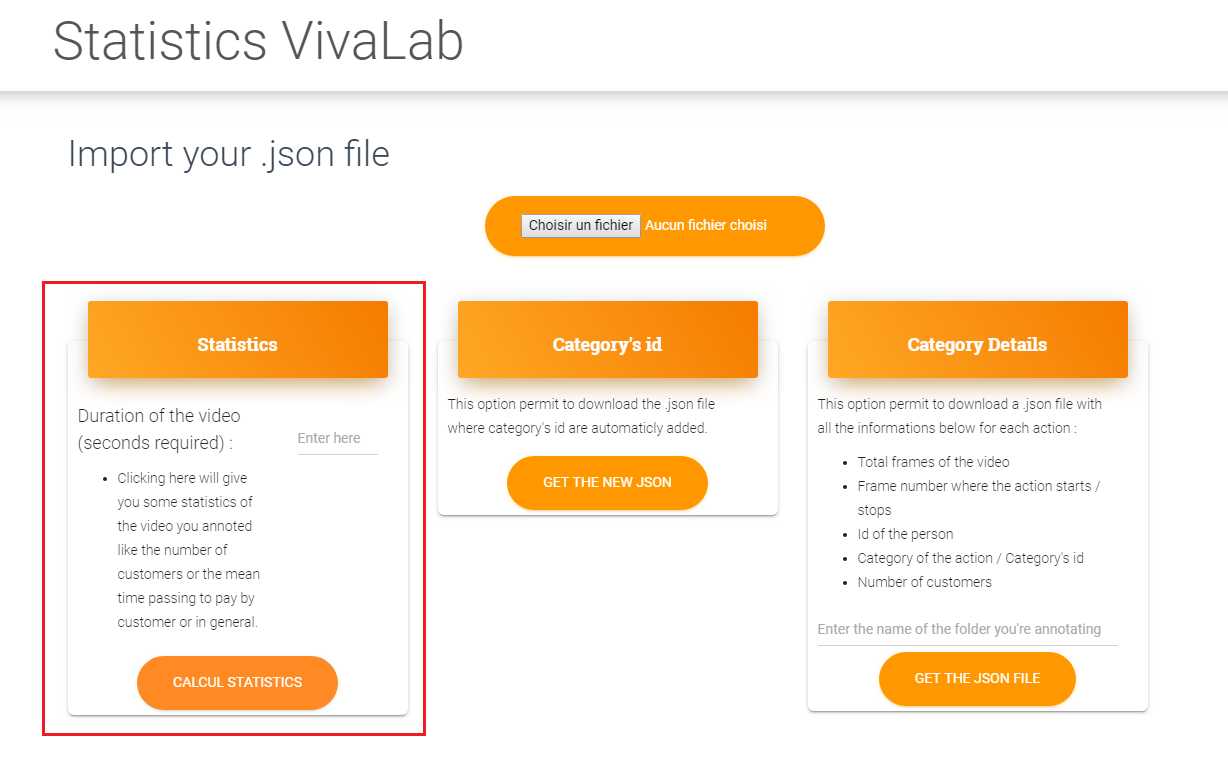 Statistics VivaLab
Import your .json file
Choisir un fichier Aucun fichier choisi
Statistics
Duration of the video
(seconds required) :
Enter here
Clicking here will give
you some statistics of
the video you annoted
like the number of
customers or the mean
time passing to pay by
customer or in general.
CALCUL STATISTICS
Category's id
This option permit to download the .json file
where category's id are automaticly added.
GET THE NEW JSON
Category Details
This option permit to download a .json file with
all the informations below for each action :
Total frames of the video
Frame number where the action starts /
stops
Id of the person
Category of the action / Category's id
Number of customers
Enter the name of the folder you're annotating
GET THE JSON FILE